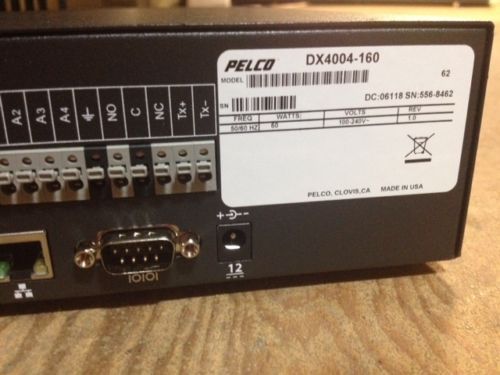 PELCO DX4004-160
MODEL 62
DC:06118 SN:556-8462
SN
FREQ WATTS: VOLTS REV
50/60 HZ 60 100-240V~ 1.0
PELCO, CLOVIS,CA MADE IN USA
A2 A3 A4 NO C NC Tx+ Tx-
IOIOI
12